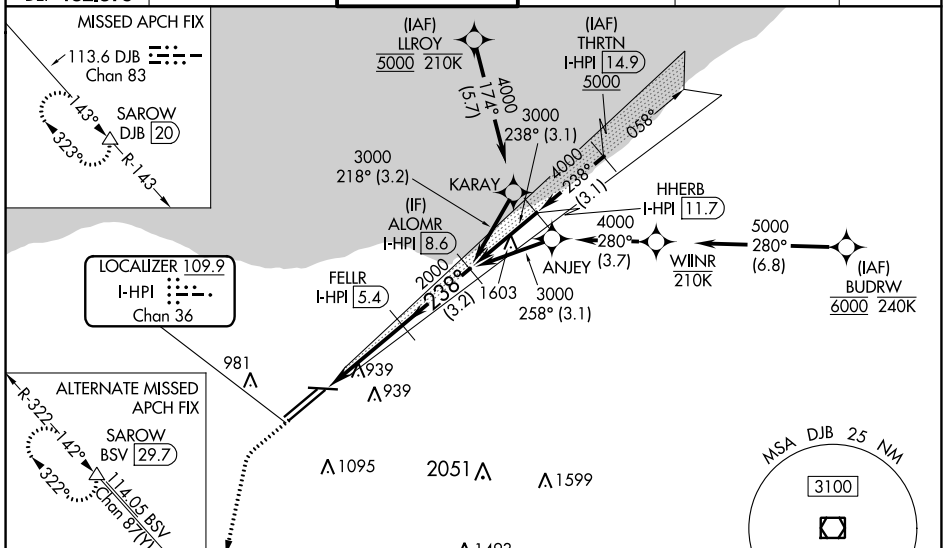 MISSED APCH FIX
113.6 DJB
Chan 83
143°
323°
SAROW
DJB 20
R-143
(IAF)
LLROY
5000 210K
4000
174°
(5.7)
(IAF)
THRTN
I-HPI 14.9
5000
3000
238° (3.1)
058°
3000
218° (3.2)
KARAY
4000
238°
(3.1)
HHERB
I-HPI 11.7
(IF)
ALOMR
I-HPI 8.6
4000
280°
(3.7)
5000
280°
(6.8)
ANJEY
WIINR
210K
(IAF)
BUDRW
6000 240K
LOCALIZER 109.9
I-HPI
Chan 36
FELLR
I-HPI 5.4
2000
238°
(3.2)
1603
3000
258° (3.1)
981
939
939
ALTERNATE MISSED
APCH FIX
SAROW
BSV 29.7
R-322
142°
322°
114.05 BSV
Chan 87(Y)
1095
2051
1599
MSA DJB 25 NM
3100